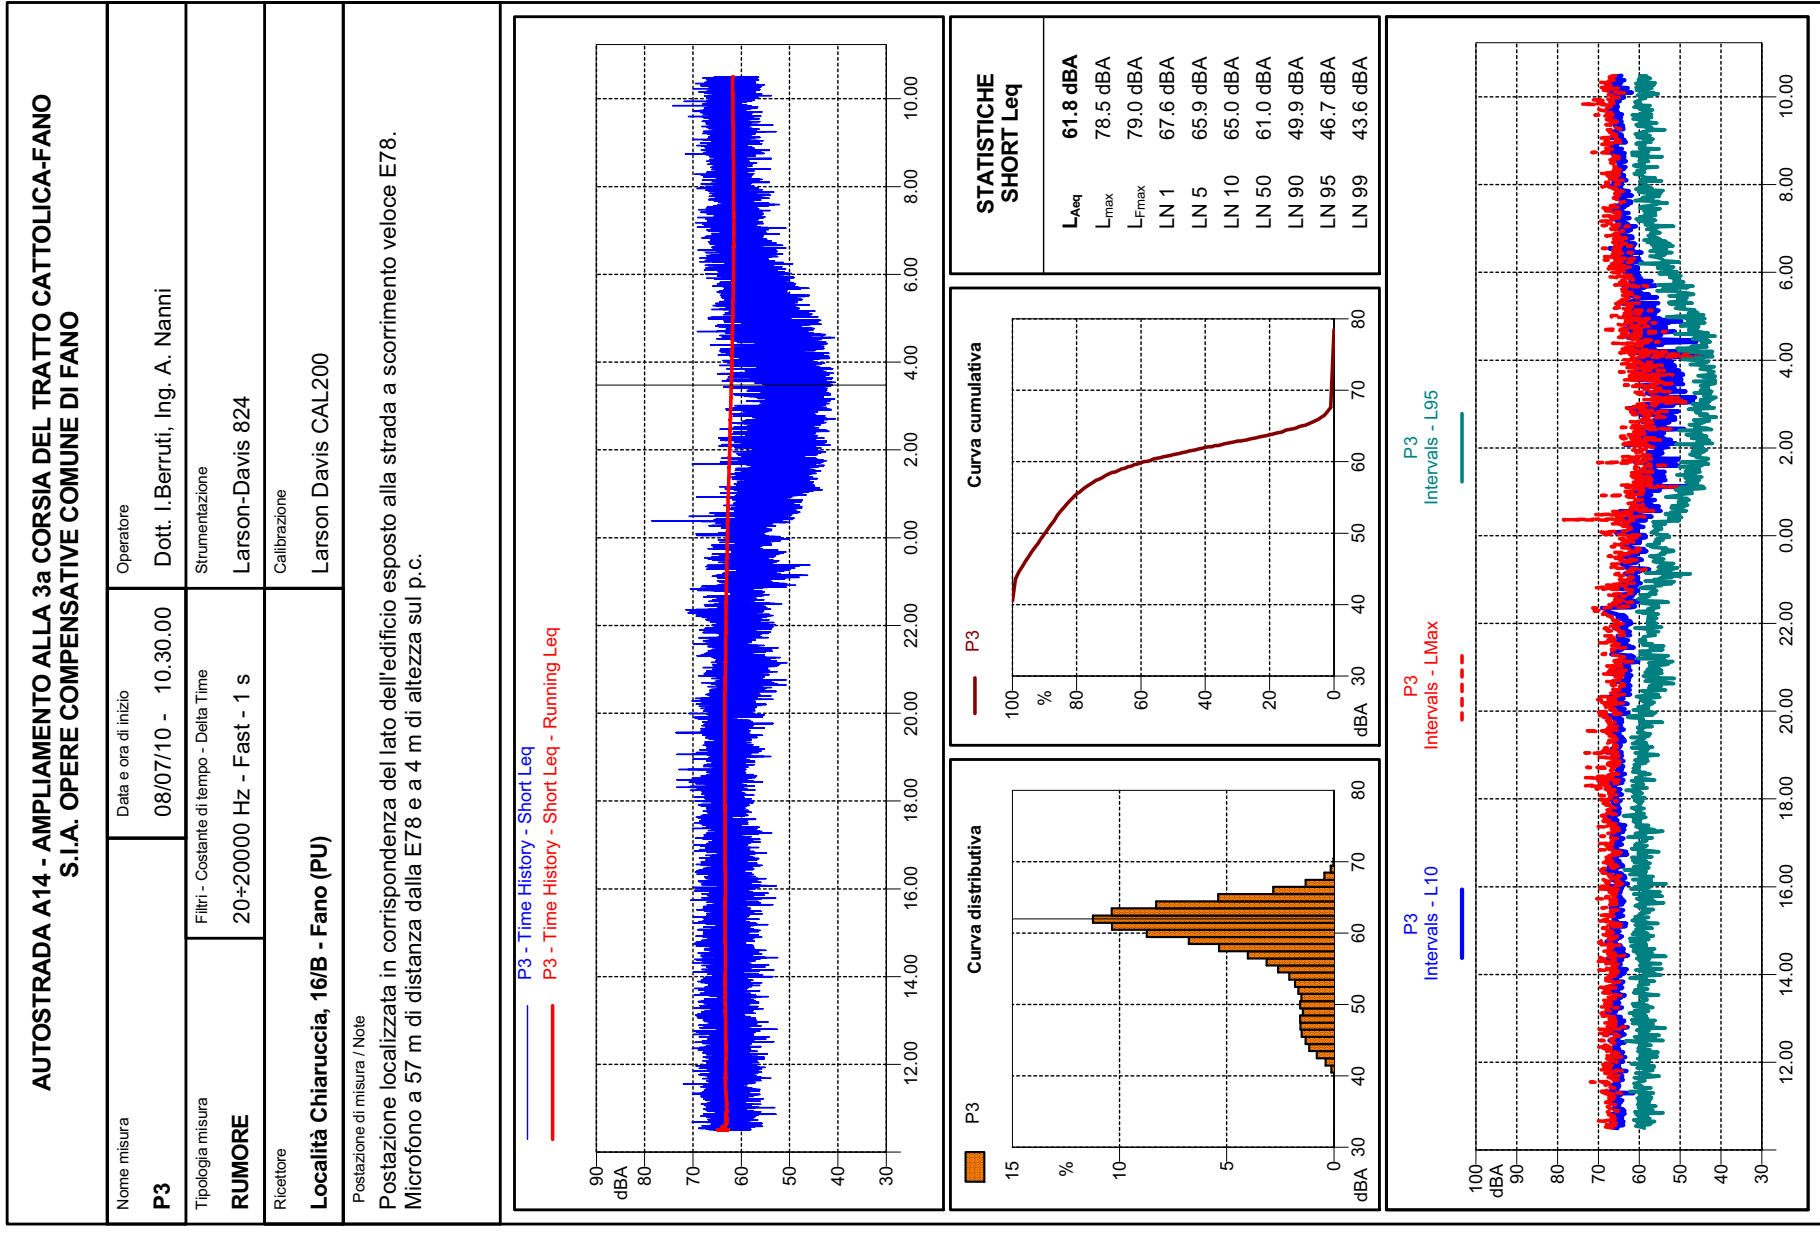 AUTOSTRADA A14 - AMPLIAMENTO ALLA 3a CORSIA DEL TRATTO CATTOLICA-FANO
S.I.A. OPERE COMPENSATIVE COMUNE DI FANO
Nome misura
P3
Data e ora di inizio
08/07/10 - 10.30.00
Operatore
Dott. I.Berruti, Ing. A. Nanni
Tipologia misura
RUMORE
Filtri - Costante di tempo - Delta Time
20÷20000 Hz - Fast - 1 s
Strumentazione
Larson-Davis 824
Ricettore
Località Chiaruccia, 16/B - Fano (PU)
Calibrazione
Larson Davis CAL200
Postazione di misura / Note
Postazione localizzata in corrispondenza del lato dell'edificio esposto alla strada a scorrimento veloce E78.
Microfono a 57 m di distanza dalla E78 e a 4 m di altezza sul p.c.
P3 - Time History - Short Leq
P3 - Time History - Short Leq - Running Leq
90
dBA
80
70
60
50
40
30
12.00 14.00 16.00 18.00 20.00 22.00 0.00 2.00 4.00 6.00 8.00 10.00
P3
Curva distributiva
15
%
10
5
0
dBA
30 40 50 60 70 80
P3
Curva cumulativa
100
%
80
60
40
20
0
dBA
30 40 50 60 70 80
STATISTICHE
SHORT Leq
LAeq 61.8 dBA
Lmax 78.5 dBA
LFmax 79.0 dBA
LN 1 67.6 dBA
LN 5 65.9 dBA
LN 10 65.0 dBA
LN 50 61.0 dBA
LN 90 49.9 dBA
LN 95 46.7 dBA
LN 99 43.6 dBA
P3
Intervals - L10
P3
Intervals - LMax
P3
Intervals - L95
100
dBA
90
80
70
60
50
40
30
12.00 14.00 16.00 18.00 20.00 22.00 0.00 2.00 4.00 6.00 8.00 10.00